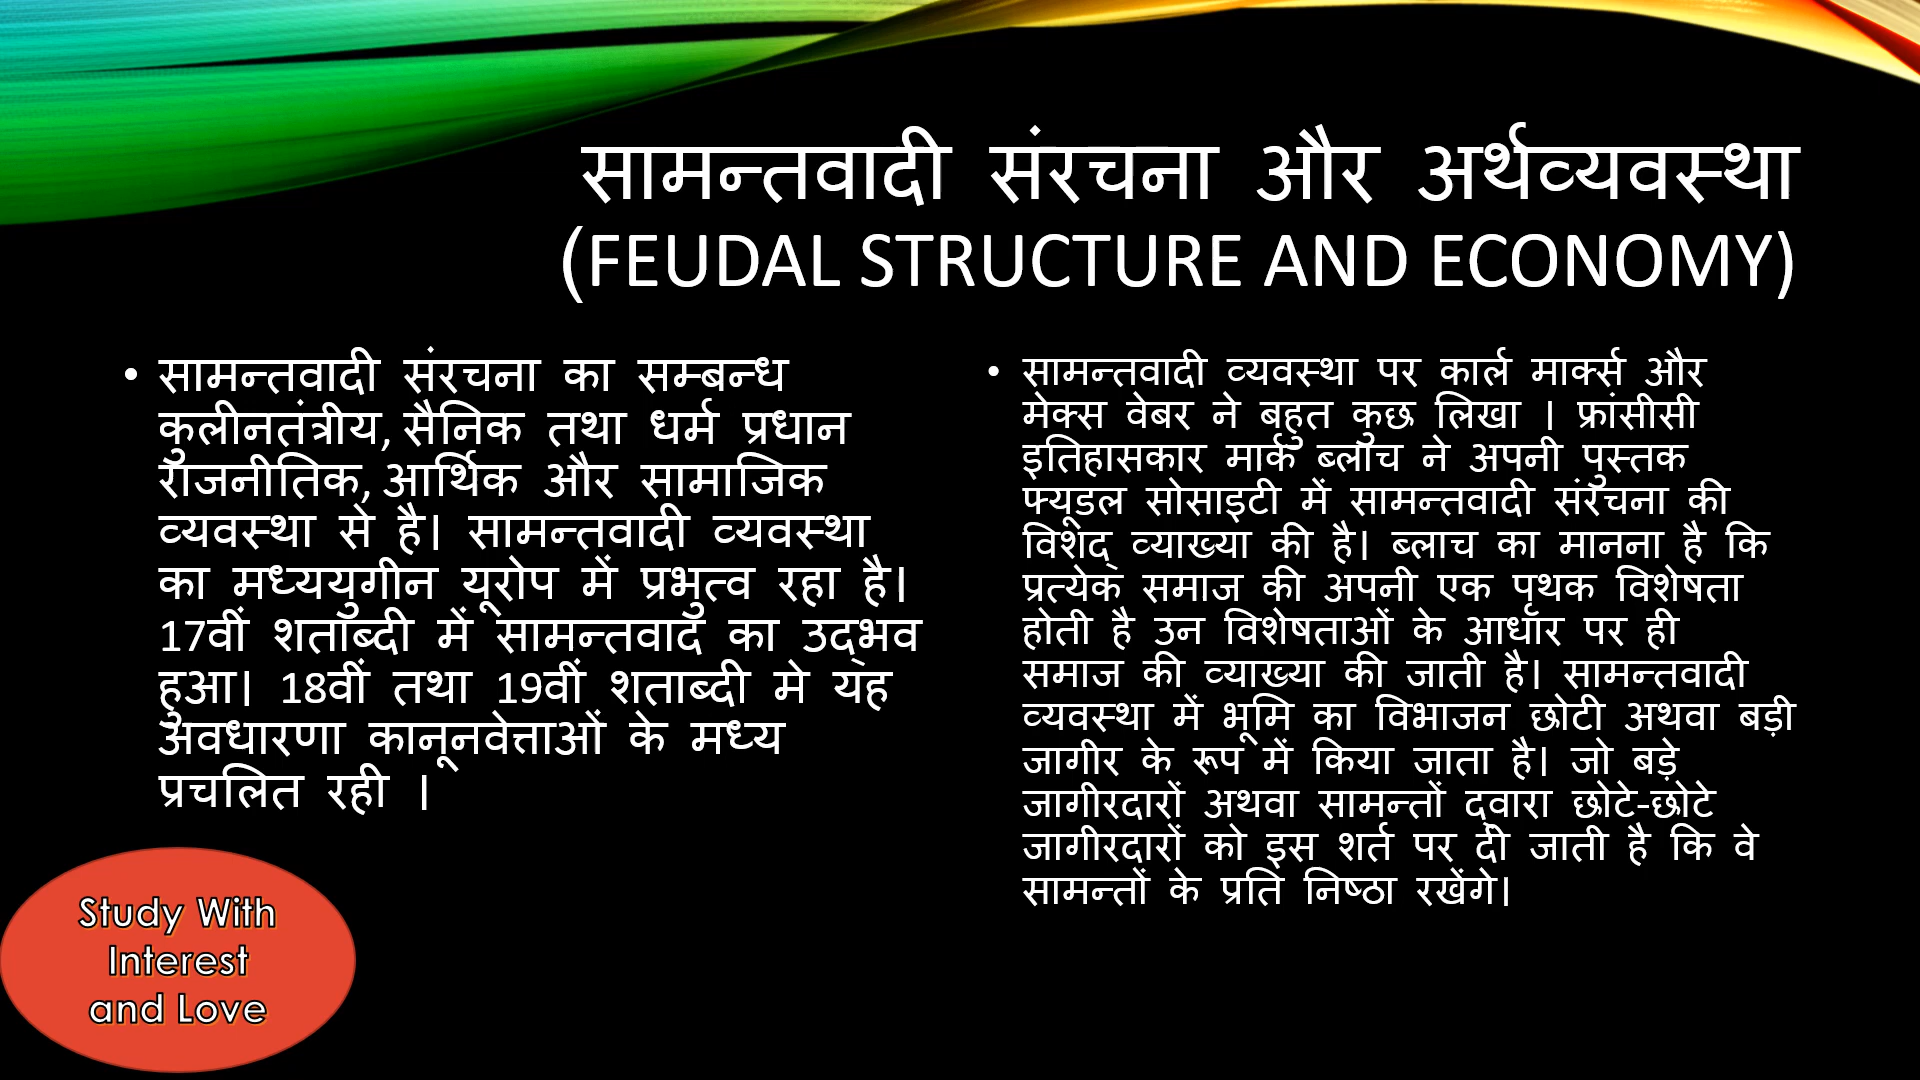 सामन्तवादी संरचना और अर्थव्यवस्था
(FEUDAL STRUCTURE AND ECONOMY)
• सामन्तवादी संरचना का सम्बन्ध
कुलीनतंत्रीय, सैनिक तथा धर्म प्रधान
राजनीतिक, आर्थिक और सामाजिक
व्यवस्था से है। सामन्तवादी व्यवस्था
का मध्ययुगीन यूरोप में प्रभुत्व रहा है।
17वीं शताब्दी में सामन्तवाद का उद्भव
हुआ। 18वीं तथा 19वीं शताब्दी मे यह
अवधारणा कानूनवेत्ताओं के मध्य
प्रचलित रही ।
• सामन्तवादी व्यवस्था पर कार्ल मार्क्स और
मेक्स वेबर ने बहुत कुछ लिखा । फ्रांसीसी
इतिहासकार मार्क ब्लॉच ने अपनी पुस्तक
फ्यूडल सोसाइटी में सामन्तवादी संरचना की
विशद् व्याख्या की है। ब्लाच का मानना है कि
प्रत्येक समाज की अपनी एक पृथक विशेषता
होती है उन विशेषताओं के आधार पर ही
समाज की व्याख्या की जाती है। सामन्तवादी
व्यवस्था में भूमि का विभाजन छोटी अथवा बड़ी
जागीर के रूप में किया जाता है। जो बड़े
जागीरदारों अथवा सामन्तों द्वारा छोटे-छोटे
जागीरदारों को इस शर्त पर दी जाती है कि वे
सामन्तों के प्रति निष्ठा रखेंगे।
Study With
Interest
and Love